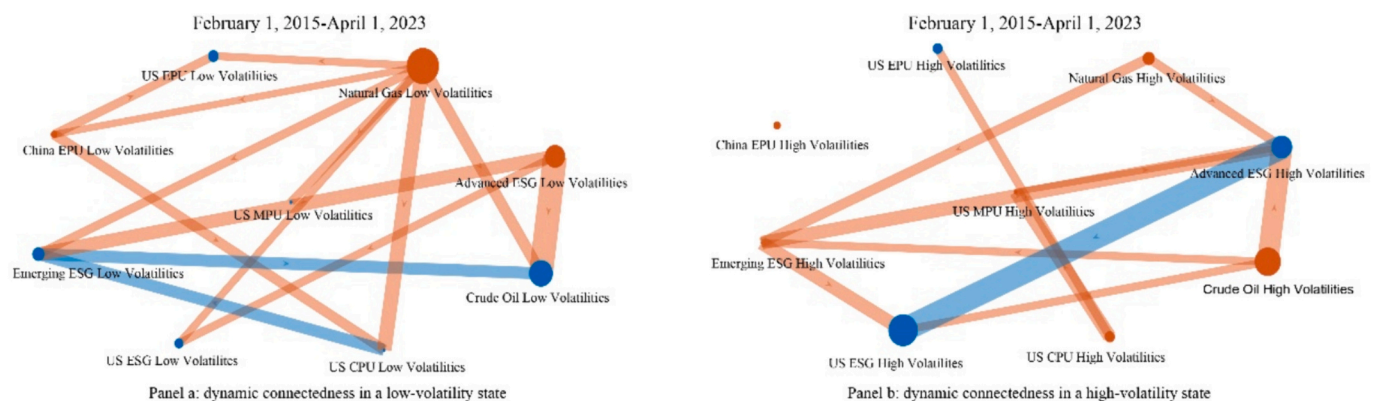 February 1, 2015-April 1, 2023
US EPU Low Volatilities
Natural Gas Low Volatilities
China EPU Low Volatilities
Advanced ESG Low Volatilities
US MPU Low Volatilities
Emerging ESG Low Volatilities
Crude Oil Low Volatilities
US ESG Low Volatilitcs
US CPU Low Volatilities
Panel a: dynamic connectedness in a low-volatility state
February 1, 2015-April 1, 2023
US EPU High Volatilities
Natural Gas High Volatilities
China EPU High Volatilities
Advanced ESG High Volatilities
US MPU High Volatilities
Emerging ESG High Volatilities
Crude Oil High Volatilities
US ESG High Volailites
US CPU High Volatilities
Panel b: dynamic connectedness in a high-volatility state